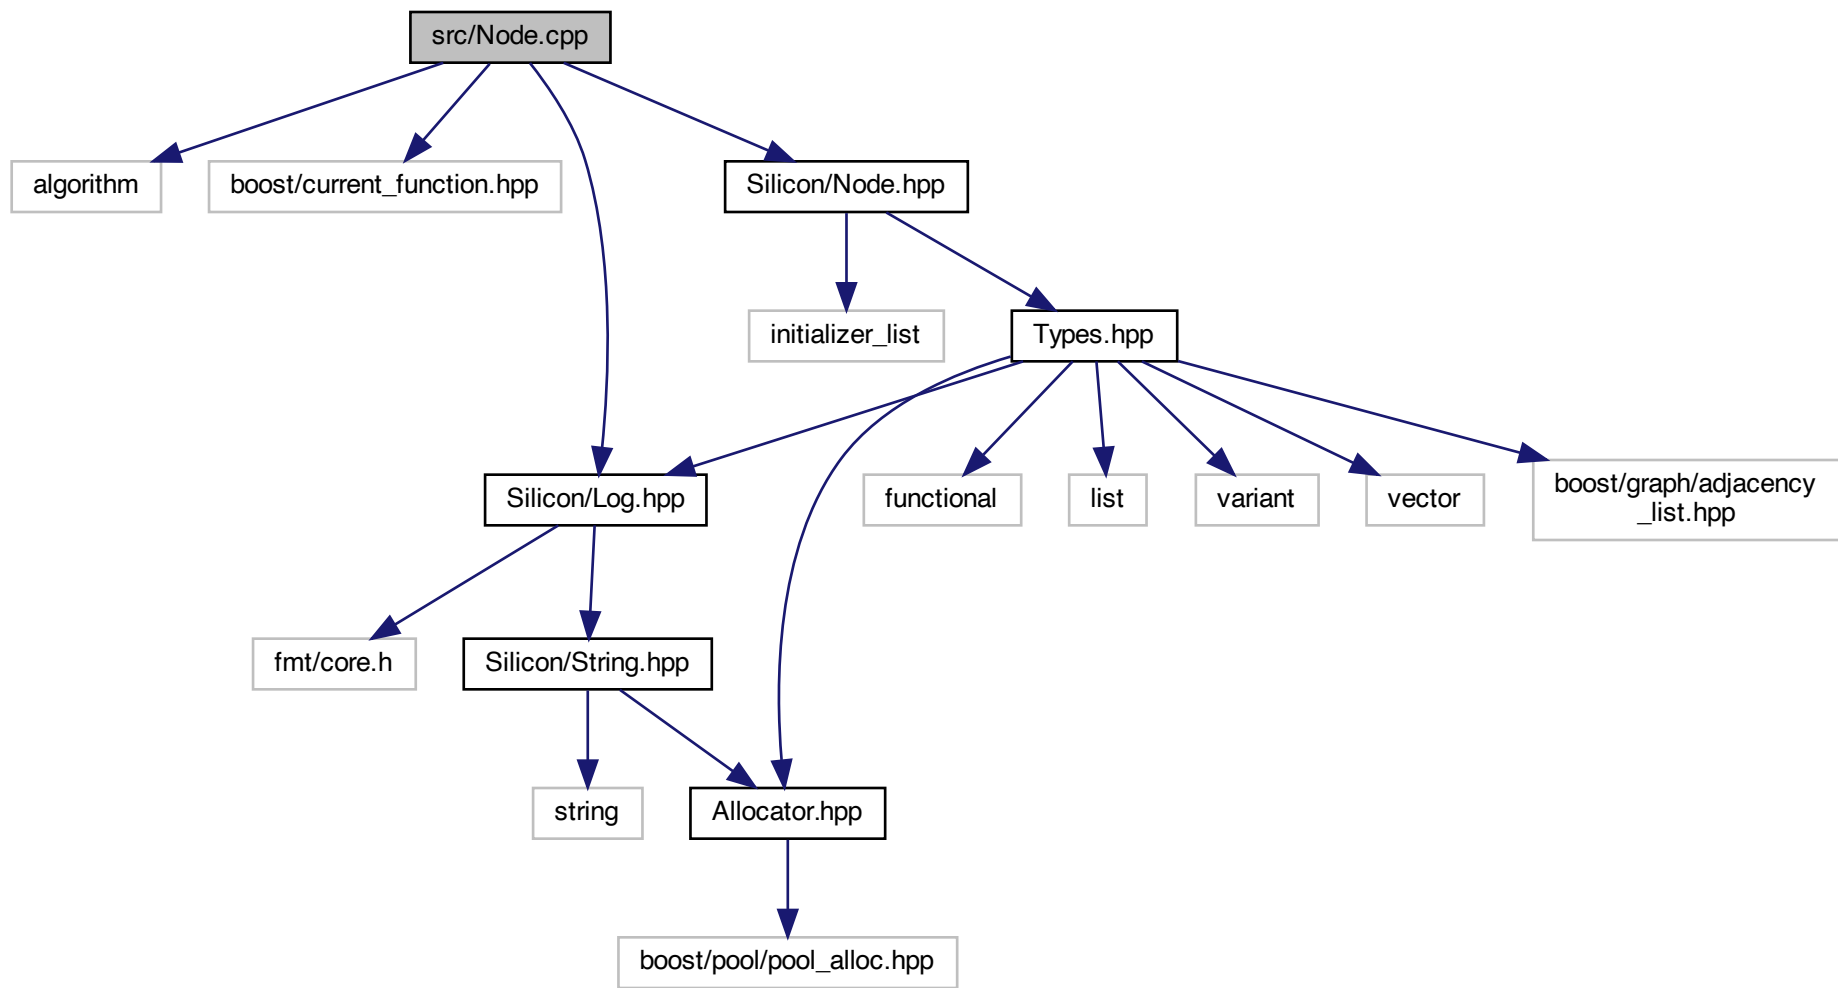 src/Node.cpp
algorithm
boost/current_function.hpp
Silicon/Node.hpp
initializer_list
Types.hpp
Silicon/Log.hpp
functional
list
variant
vector
boost/graph/adjacency
_list.hpp
fmt/core.h
Silicon/String.hpp
string
Allocator.hpp
boost/pool/pool_alloc.hpp